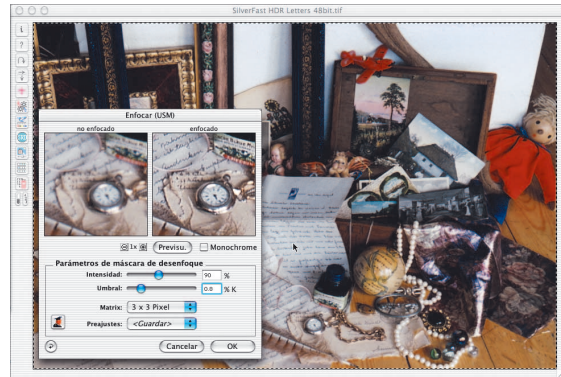 SilverFast HDR Letters 48bit.tif
Enfocar (USM)
no enfocado
enfocado
1x
Previsu.
Monochrome
Parámetros de máscara de desenfoque
Intensidad:
90
%
Umbral:
0.0
% K
Matrix:
3 x 3 Pixel
Preajustes:
<Guardar>
Cancelar
OK